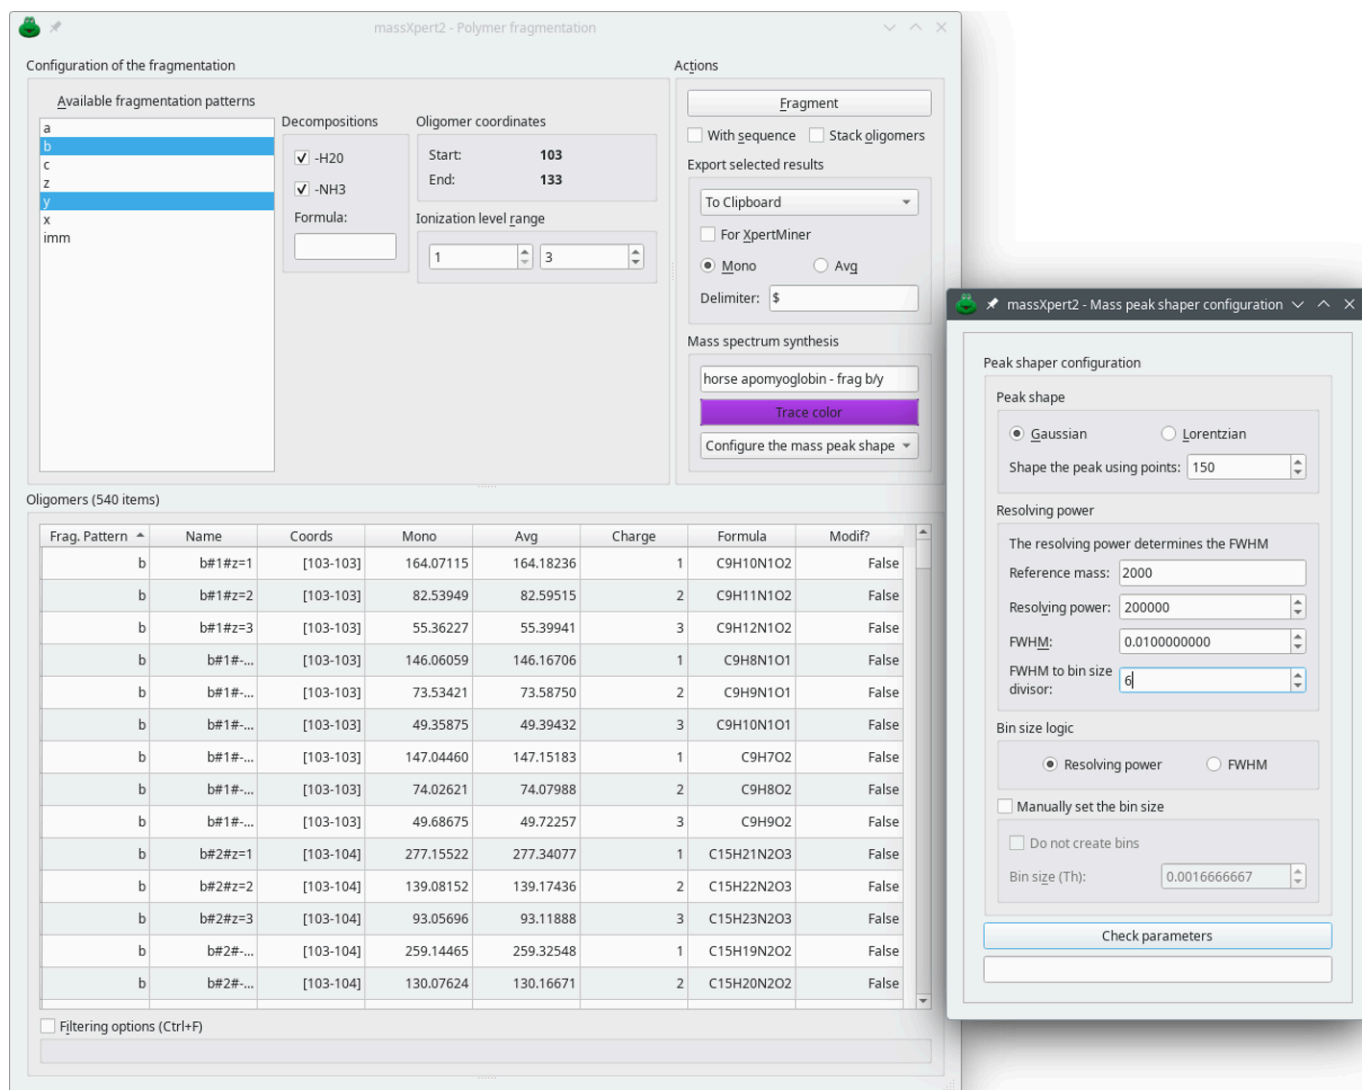 massXpert2 - Polymer fragmentation
Configuration of the fragmentation
Available fragmentation patterns
a
b
c
z
y
x
imm
Decompositions
-H20
-NH3
Formula:
Oligomer coordinates
Start: 103
End: 133
Ionization level range
1 3
Actions
Fragment
With sequence Stack oligomers
Export selected results
To Clipboard
For XpertMiner
Mono Avg
Delimiter: $
Mass spectrum synthesis
horse apomyoglobin - frag b/y
Trace color
Configure the mass peak shape
Oligomers (540 items)
Frag. Pattern Name Coords Mono Avg Charge Formula Modif?
b b#1#z=1 [103-103] 164.07115 164.18236 1 C9H10N1O2 False
b b#1#z=2 [103-103] 82.53949 82.59515 2 C9H11N1O2 False
b b#1#z=3 [103-103] 55.36227 55.39941 3 C9H12N1O2 False
b b#1#-... [103-103] 146.06059 146.16706 1 C9H8N1O1 False
b b#1#-... [103-103] 73.53421 73.58750 2 C9H9N1O1 False
b b#1#-... [103-103] 49.35875 49.39432 3 C9H10N1O1 False
b b#1#-... [103-103] 147.04460 147.15183 1 C9H7O2 False
b b#1#-... [103-103] 74.02621 74.07988 2 C9H8O2 False
b b#1#-... [103-103] 49.68675 49.72257 3 C9H9O2 False
b b#2#z=1 [103-104] 277.15522 277.34077 1 C15H21N2O3 False
b b#2#z=2 [103-104] 139.08152 139.17436 2 C15H22N2O3 False
b b#2#z=3 [103-104] 93.05696 93.11888 3 C15H23N2O3 False
b b#2#-... [103-104] 259.14465 259.32548 1 C15H19N2O2 False
b b#2#-... [103-104] 130.07624 130.16671 2 C15H20N2O2 False
Filtering options (Ctrl+F)
massXpert2 - Mass peak shaper configuration
Peak shaper configuration
Peak shape
Gaussian Lorentzian
Shape the peak using points: 150
Resolving power
The resolving power determines the FWHM
Reference mass: 2000
Resolving power: 200000
FWHM: 0.0100000000
FWHM to bin size
divisor: 6
Bin size logic
Resolving power FWHM
Manually set the bin size
Do not create bins
Bin size (Th): 0.0016666667
Check parameters